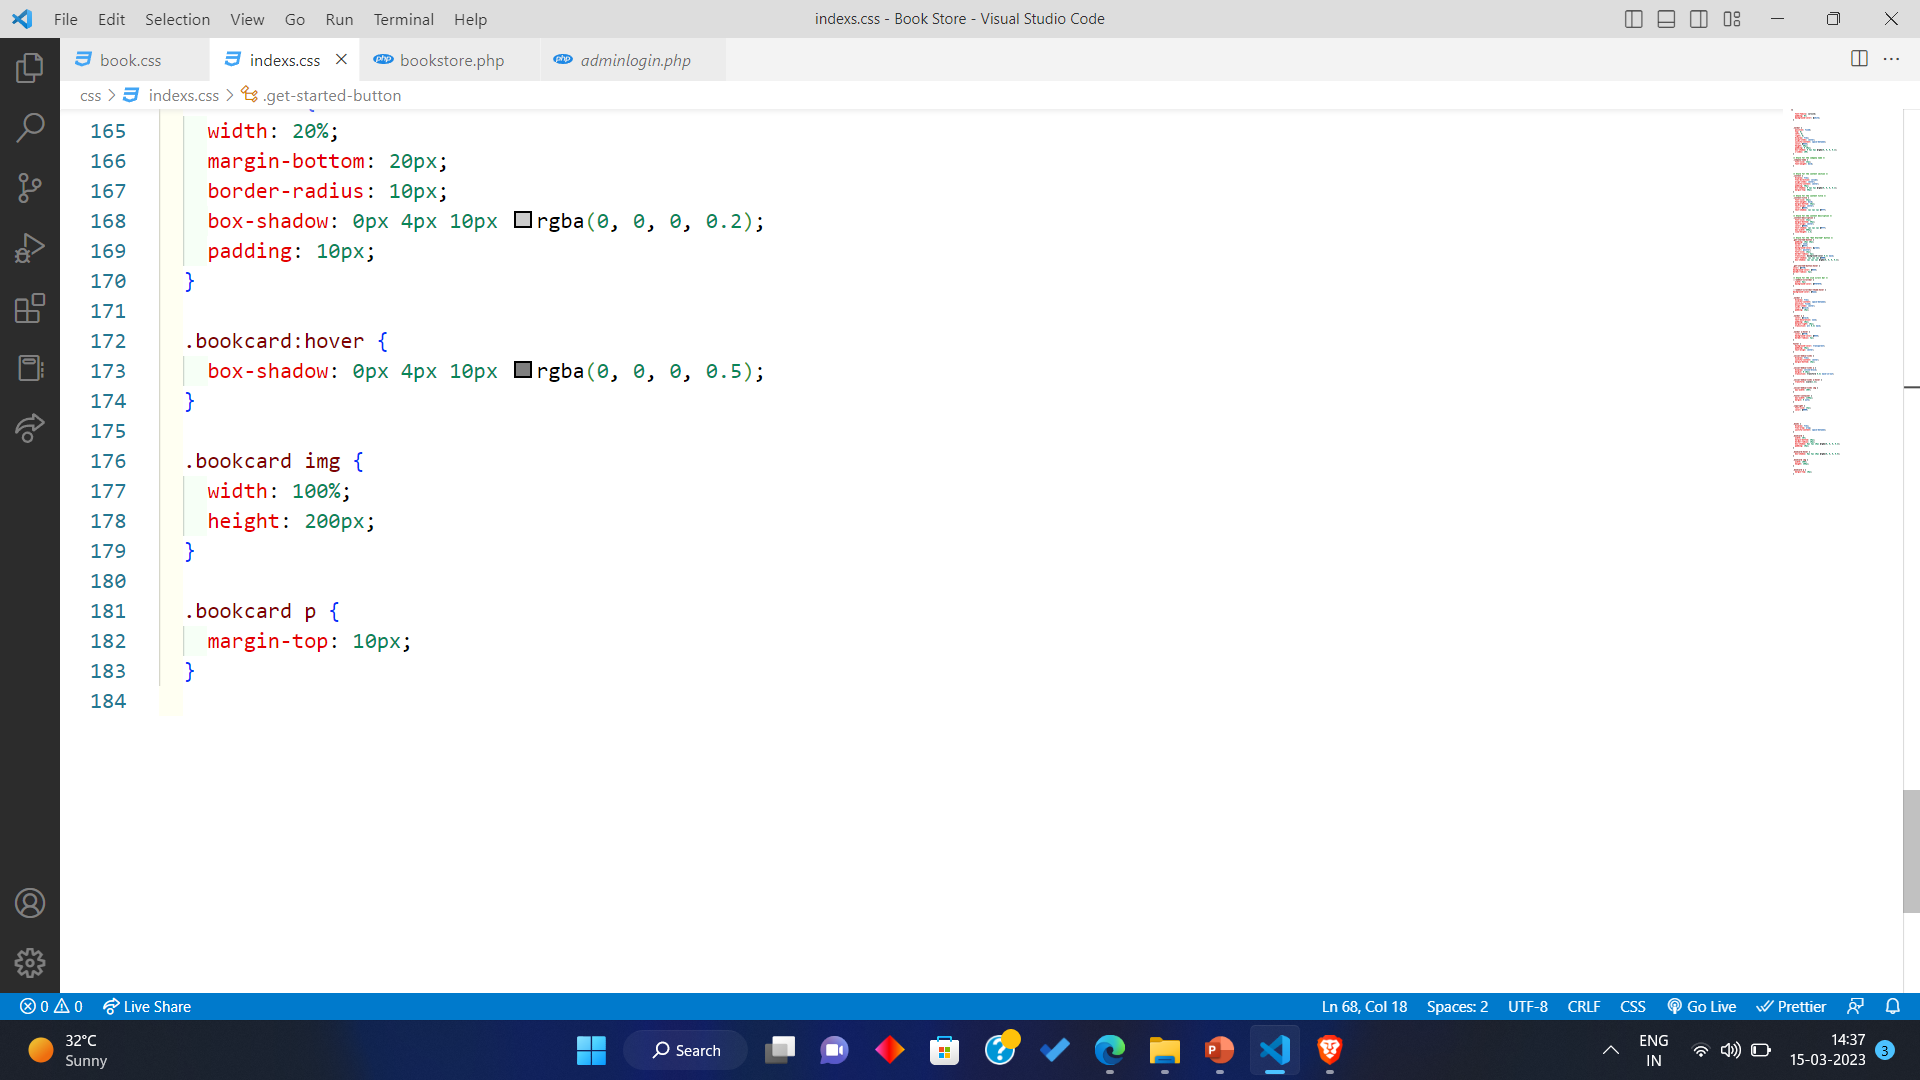 File Edit Selection View Go Run Terminal Help
indexs.css - Book Store - Visual Studio Code
book.css
indexs.css
bookstore.php
adminlogin.php
css > indexs.css > .get-started-button
165 width: 20%;
166 margin-bottom: 20px;
167 border-radius: 10px;
168 box-shadow: 0px 4px 10px rgba(0, 0, 0, 0.2);
169 padding: 10px;
170 }
171
172 .bookcard:hover {
173 box-shadow: 0px 4px 10px rgba(0, 0, 0, 0.5);
174 }
175
176 .bookcard img {
177 width: 100%;
178 height: 200px;
179 }
180
181 .bookcard p {
182 margin-top: 10px;
183 }
184
0 0 Live Share
Ln 68, Col 18 Spaces: 2 UTF-8 CRLF CSS Go Live Prettier
32°C
Sunny
Search
ENG
IN
14:37
15-03-2023
3